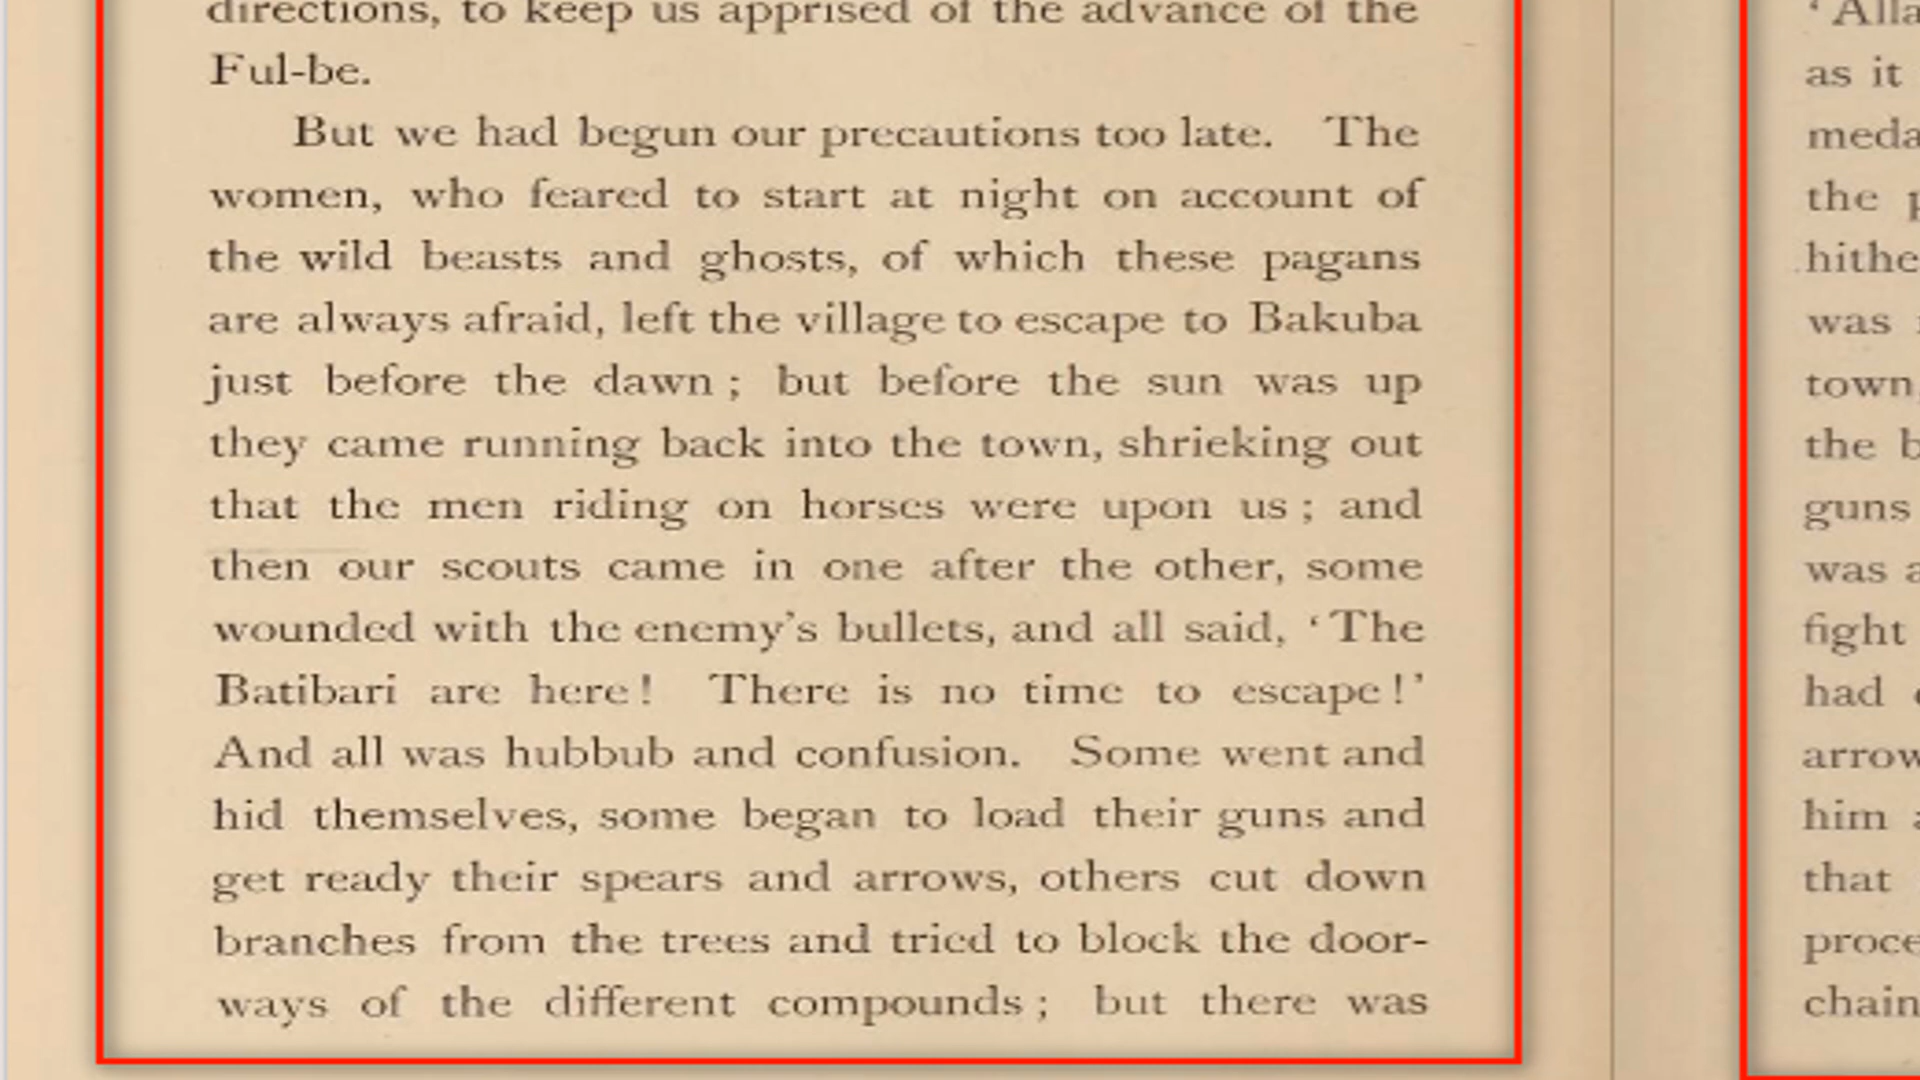 directions, to keep us apprised of the advance of the
Ful-be.
But we had begun our precautions too late. The
women, who feared to start at night on account of
the wild beasts and ghosts, of which these pagans
are always afraid, left the village to escape to Bakuba
just before the dawn ; but before the sun was up
they came running back into the town, shrieking out
that the men riding on horses were upon us ; and
then our scouts came in one after the other, some
wounded with the enemy's bullets, and all said, ‘The
Batibari are here! There is no time to escape!’
And all was hubbub and confusion. Some went and
hid themselves, some began to load their guns and
get ready their spears and arrows, others cut down
branches from the trees and tried to block the door-
ways of the different compounds ; but there was
as it
the
was
town
the
guns
was
fight
had
him
that